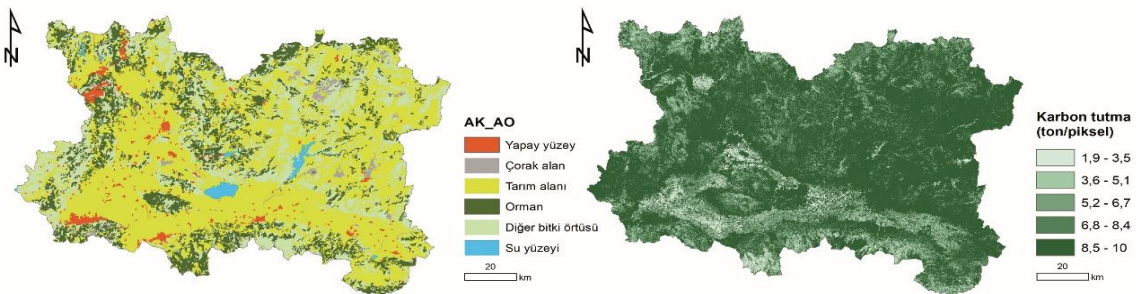 N
AK_AO
Yapay yüzey
Çorak alan
Tarım alanı
Orman
Diğer bitki örtüsü
Su yüzeyi
20
km
N
Karbon tutma
(ton/piksel)
1,9 - 3,5
3,6 - 5,1
5,2 - 6,7
6,8 - 8,4
8,5 - 10
20
km